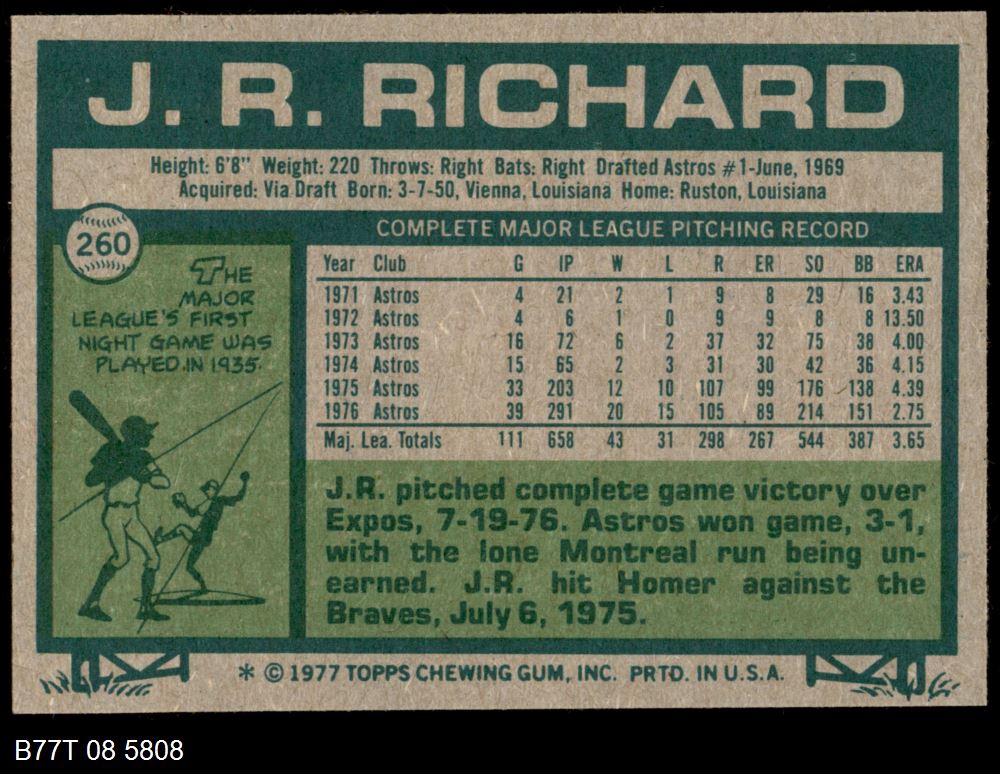 J. R. RICHARD
Height: 6'8" Weight: 220 Throws: Right Bats: Right Drafted Astros #1-June, 1969
Acquired: Via Draft Born: 3-7-50, Vienna, Louisiana Home: Ruston, Louisiana
260
THE
MAJOR
LEAGUE'S FIRST
NIGHT GAME WAS
PLAYED IN 1935.
COMPLETE MAJOR LEAGUE PITCHING RECORD
Year Club G IP W L R ER SO BB ERA
1971 Astros 4 21 2 1 9 8 29 16 3.43
1972 Astros 4 6 1 0 9 9 8 8 13.50
1973 Astros 16 72 6 2 37 32 75 38 4.00
1974 Astros 15 65 2 3 31 30 42 36 4.15
1975 Astros 33 203 12 10 107 99 176 138 4.39
1976 Astros 39 291 20 15 105 89 214 151 2.75
Maj. Lea. Totals 111 658 43 31 298 267 544 387 3.65
J.R. pitched complete game victory over
Expos, 7-19-76. Astros won game, 3-1,
with the lone Montreal run being un-
earned. J.R. hit Homer against the
Braves, July 6, 1975.
* © 1977 TOPPS CHEWING GUM, INC. PRTD. IN U.S.A.
B77T 08 5808